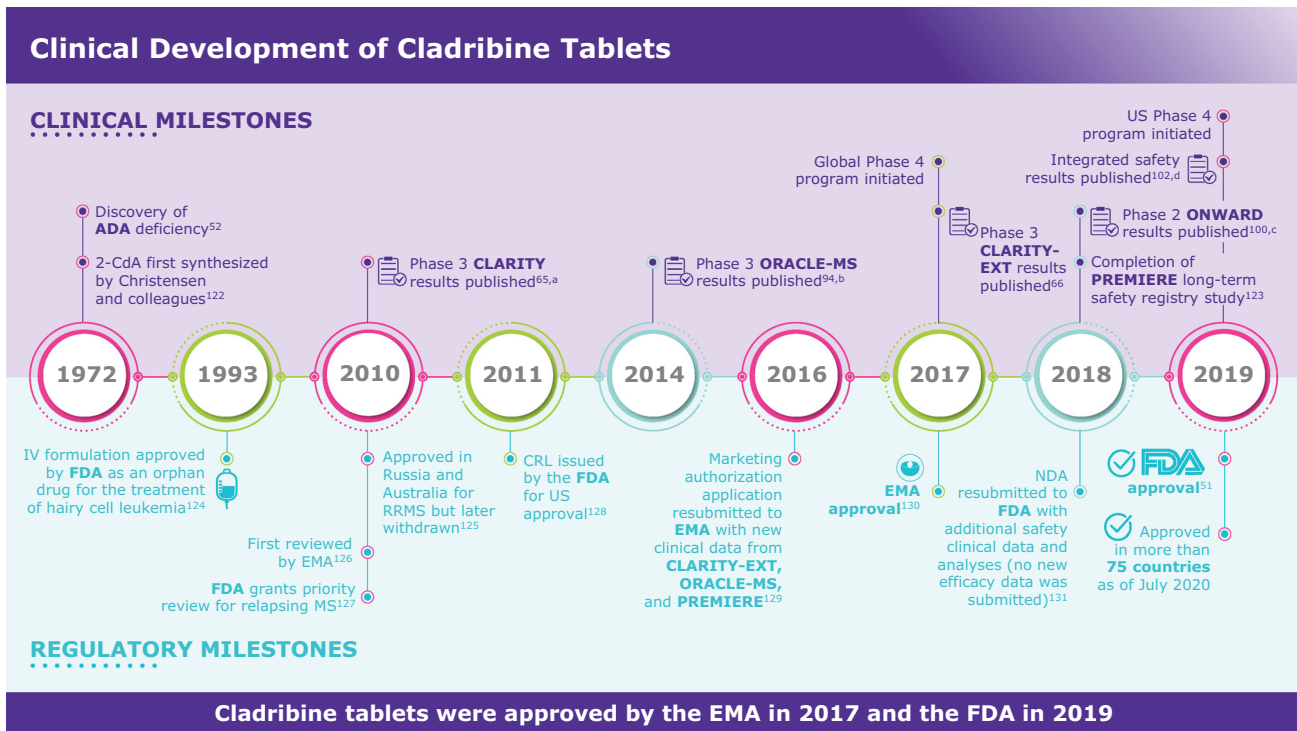 Clinical Development of Cladribine Tablets
CLINICAL MILESTONES
Discovery of
ADA deficiency52
2-CdA first synthesized
by Christensen
and colleagues122
Phase 3 CLARITY
results published65,a
Phase 3 ORACLE-MS
results published94,b
Global Phase 4
program initiated
Phase 3
CLARITY-
EXT results
published66
US Phase 4
program initiated
Integrated safety
results published102,d
Phase 2 ONWARD
results published100,c
Completion of
PREMIERE long-term
safety registry study123
1972
1993
2010
2011
2014
2016
2017
2018
2019
IV formulation approved
by FDA as an orphan
drug for the treatment
of hairy cell leukemia124
Approved in
Russia and
Australia for
RRMS but later
withdrawn125
First reviewed
by EMA126
FDA grants priority
review for relapsing MS127
CRL issued
by the FDA
for US
approval128
Marketing
authorization
application
resubmitted to
EMA with new
clinical data from
CLARITY-EXT,
ORACLE-MS,
and PREMIERE129
EMA
approval130
NDA
resubmitted to
FDA with
additional safety
clinical data and
analyses (no new
efficacy data was
submitted)131
FDA
approval51
Approved
in more than
75 countries
as of July 2020
REGULATORY MILESTONES
Cladribine tablets were approved by the EMA in 2017 and the FDA in 2019